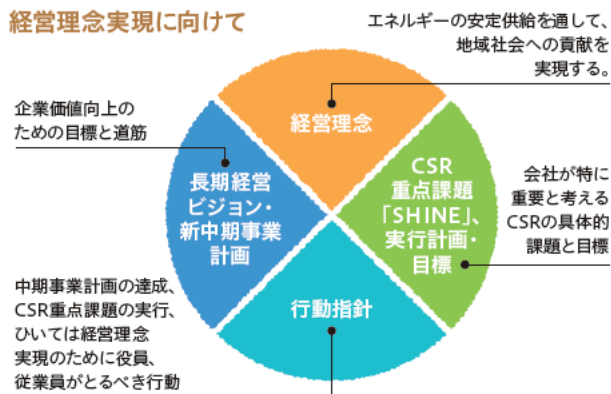 経営理念実現に向けて
エネルギーの安定供給を通して、
地域社会への貢献を
実現する。
経営理念
企業価値向上の
ための目標と道筋
長期経営
ビジョン・
新中期事業
計画
CSR
重点課題
「SHINE」、
実行計画・
目標
会社が特に
重要と考える
CSRの具体的
課題と目標
行動指針
中期事業計画の達成、
CSR重点課題の実行、
ひいては経営理念
実現のために役員、
従業員がとるべき行動